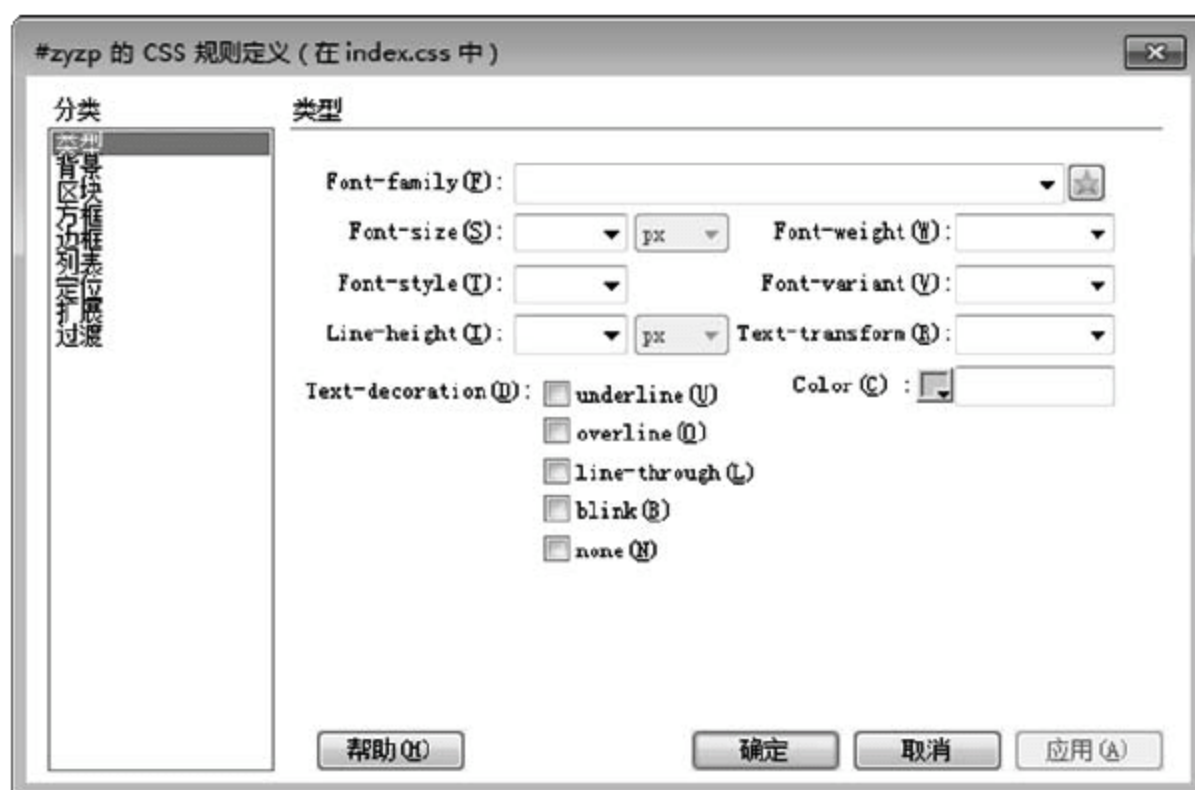 #zyzp 的 CSS 规则定义 ( 在 index.css 中 )
分类
类型
背景
区块
方框
边框
列表
定位
扩展
过渡
类型
Font-family(F):
Font-size(S): px Font-weight(W):
Font-style(T): Font-variant(V):
Line-height(I): px Text-transform(R):
Text-decoration(D): underline(U) Color(C) :
overline(O)
line-through(L)
blink(B)
none(N)
帮助(H) 确定 取消 应用(A)